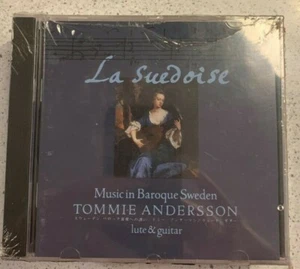 La Suedoise
Music in Baroque Sweden
TOMMIE ANDERSSON
lute & guitar